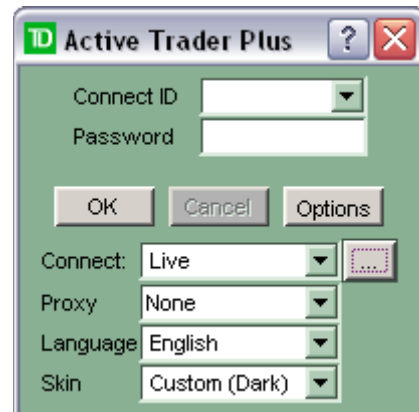 TD Active Trader Plus ?
Connect ID
Password
OK Cancel Options
Connect: Live ....
Proxy None
Language English
Skin Custom (Dark)